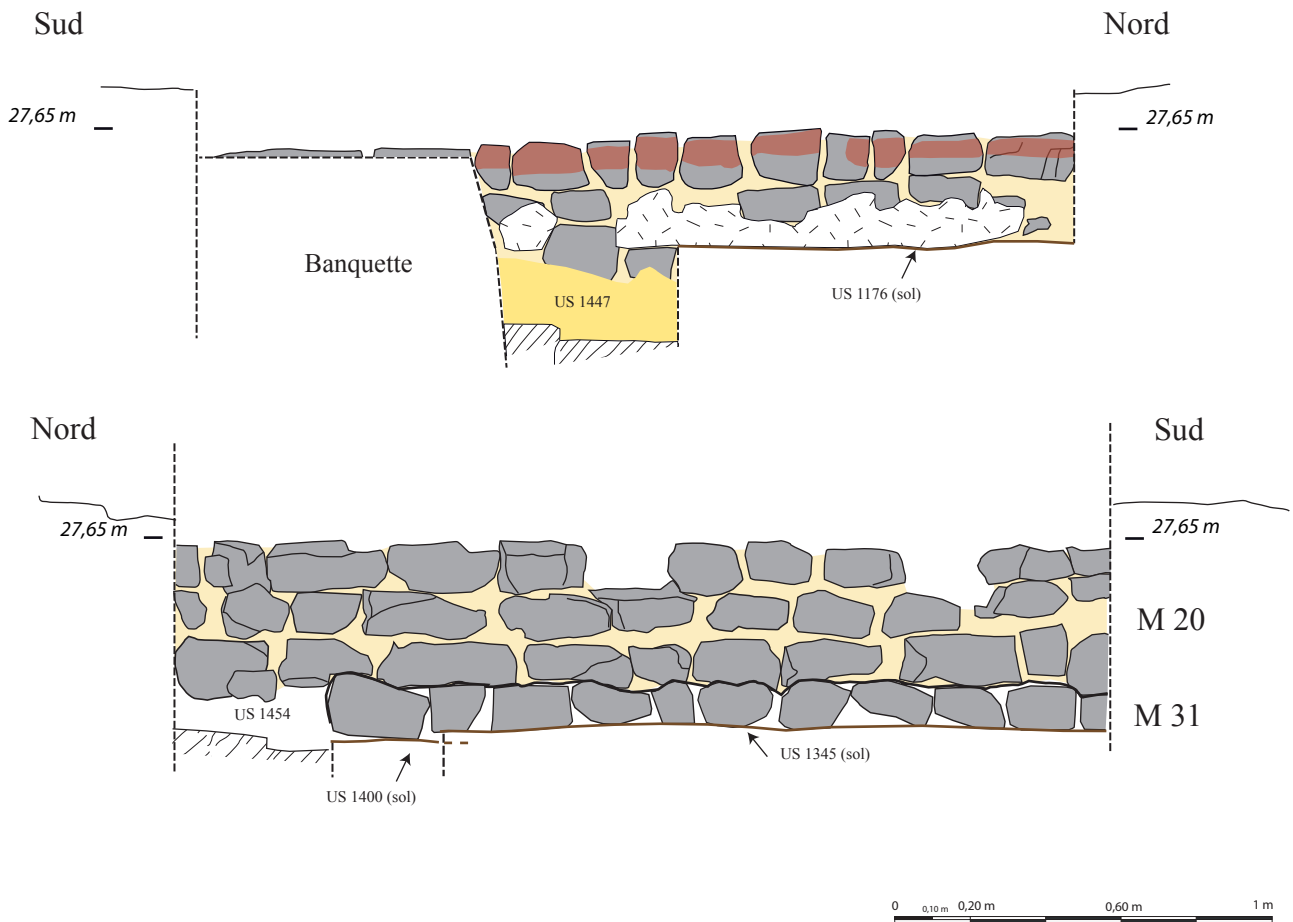 Sud
Nord
27,65 m
27,65 m
Banquette
US 1176 (sol)
US 1447
Nord
Sud
27,65 m
27,65 m
M 20
US 1454
M 31
US 1345 (sol)
US 1400 (sol)
0 0,10 m 0,20 m 0,60 m 1 m